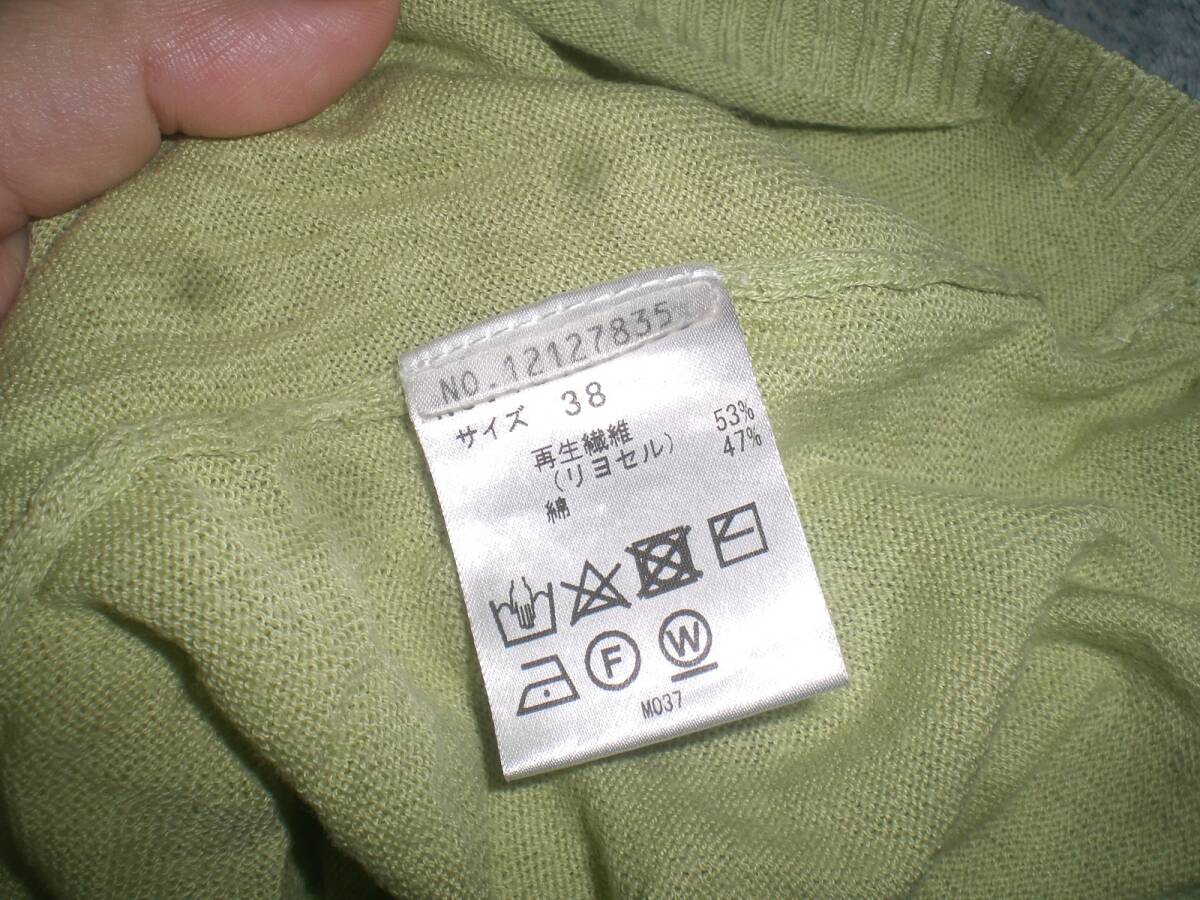 NO.12127835
サイズ 38
再生繊維 53%
(リヨセル) 47%
綿
F W
M037